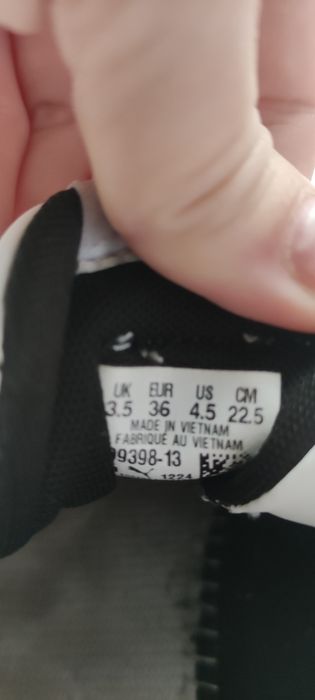 UK EUR US CM
3.5 36 4.5 22.5
MADE IN VIETNAM
FABRIQUÉ AU VIETNAM
99398-13
1224